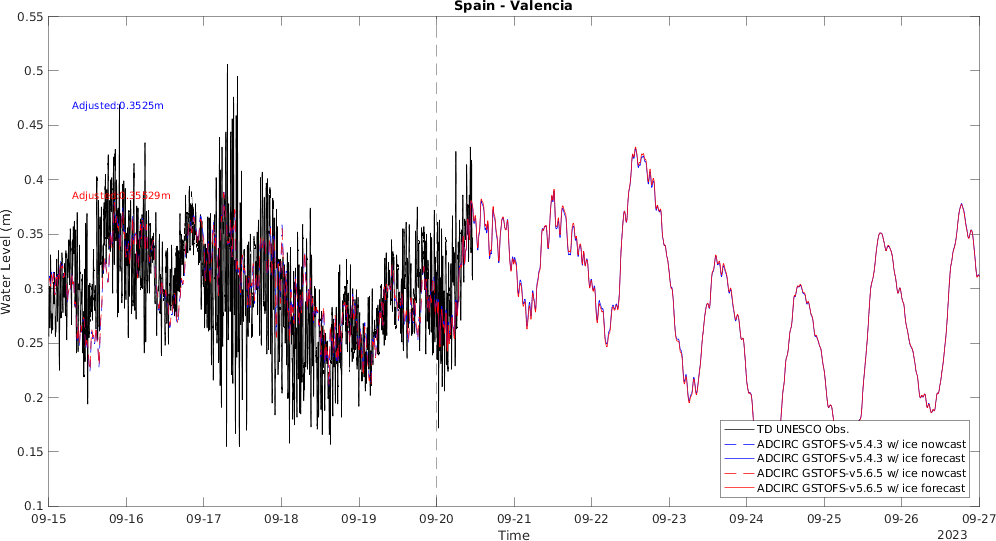 Spain - Valencia
0.55
0.5
0.45
0.4
0.35
0.3
0.25
0.2
0.15
0.1
Water Level (m)
Adjusted:0.3525m
Adjusted:0.35529m
TD UNESCO Obs.
ADCIRC GSTOFS-v5.4.3 w/ ice nowcast
ADCIRC GSTOFS-v5.4.3 w/ ice forecast
ADCIRC GSTOFS-v5.6.5 w/ ice nowcast
ADCIRC GSTOFS-v5.6.5 w/ ice forecast
09-15 09-16 09-17 09-18 09-19 09-20 09-21 09-22 09-23 09-24 09-25 09-26 09-27
Time
2023